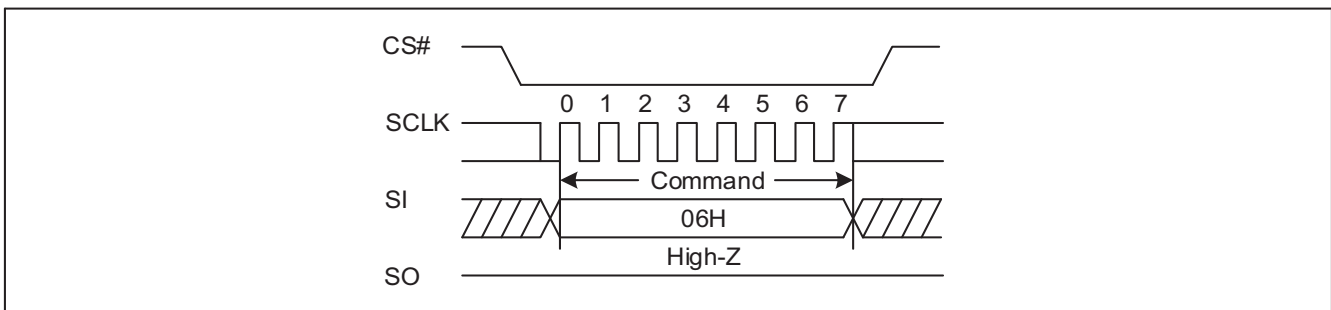 CS#
0 1 2 3 4 5 6 7
SCLK
Command
SI
06H
High-Z
SO